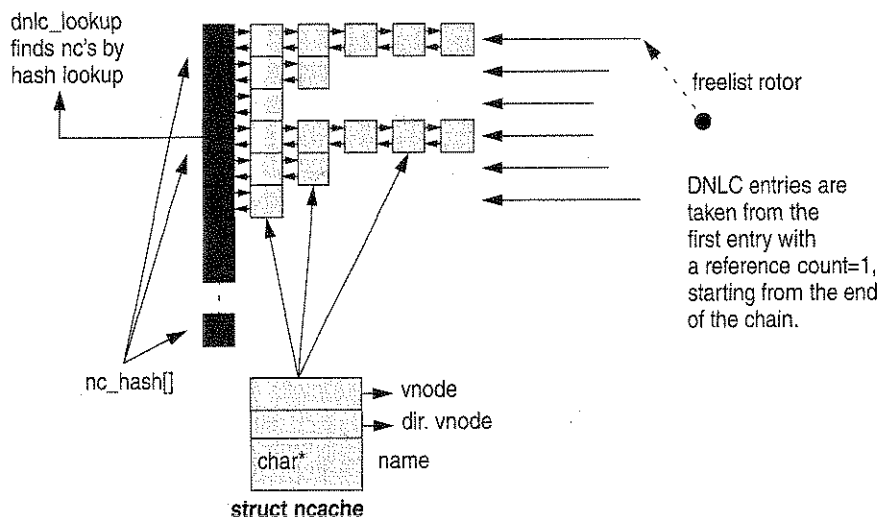 dnlc_lookup
finds nc's by
hash lookup
freelist rotor
DNLC entries are
taken from the
first entry with
a reference count=1,
starting from the end
of the chain.
nc_hash[]
vnode
dir. vnode
char*
name
struct ncache